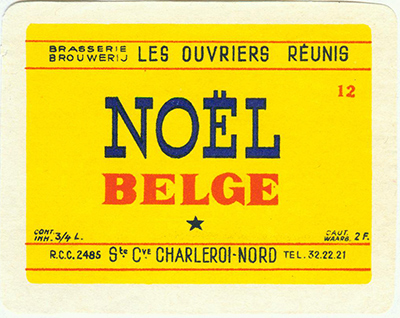 BRASSERIE
BROUWERIJ LES OUVRIERS RÉUNIS
12
NOËL
BELGE
CONT.
INH. 3/4 L.
CAUT.
WAARB. 2 F.
R.C.C. 2485 Sté Cve CHARLEROI-NORD TEL. 32.22.21